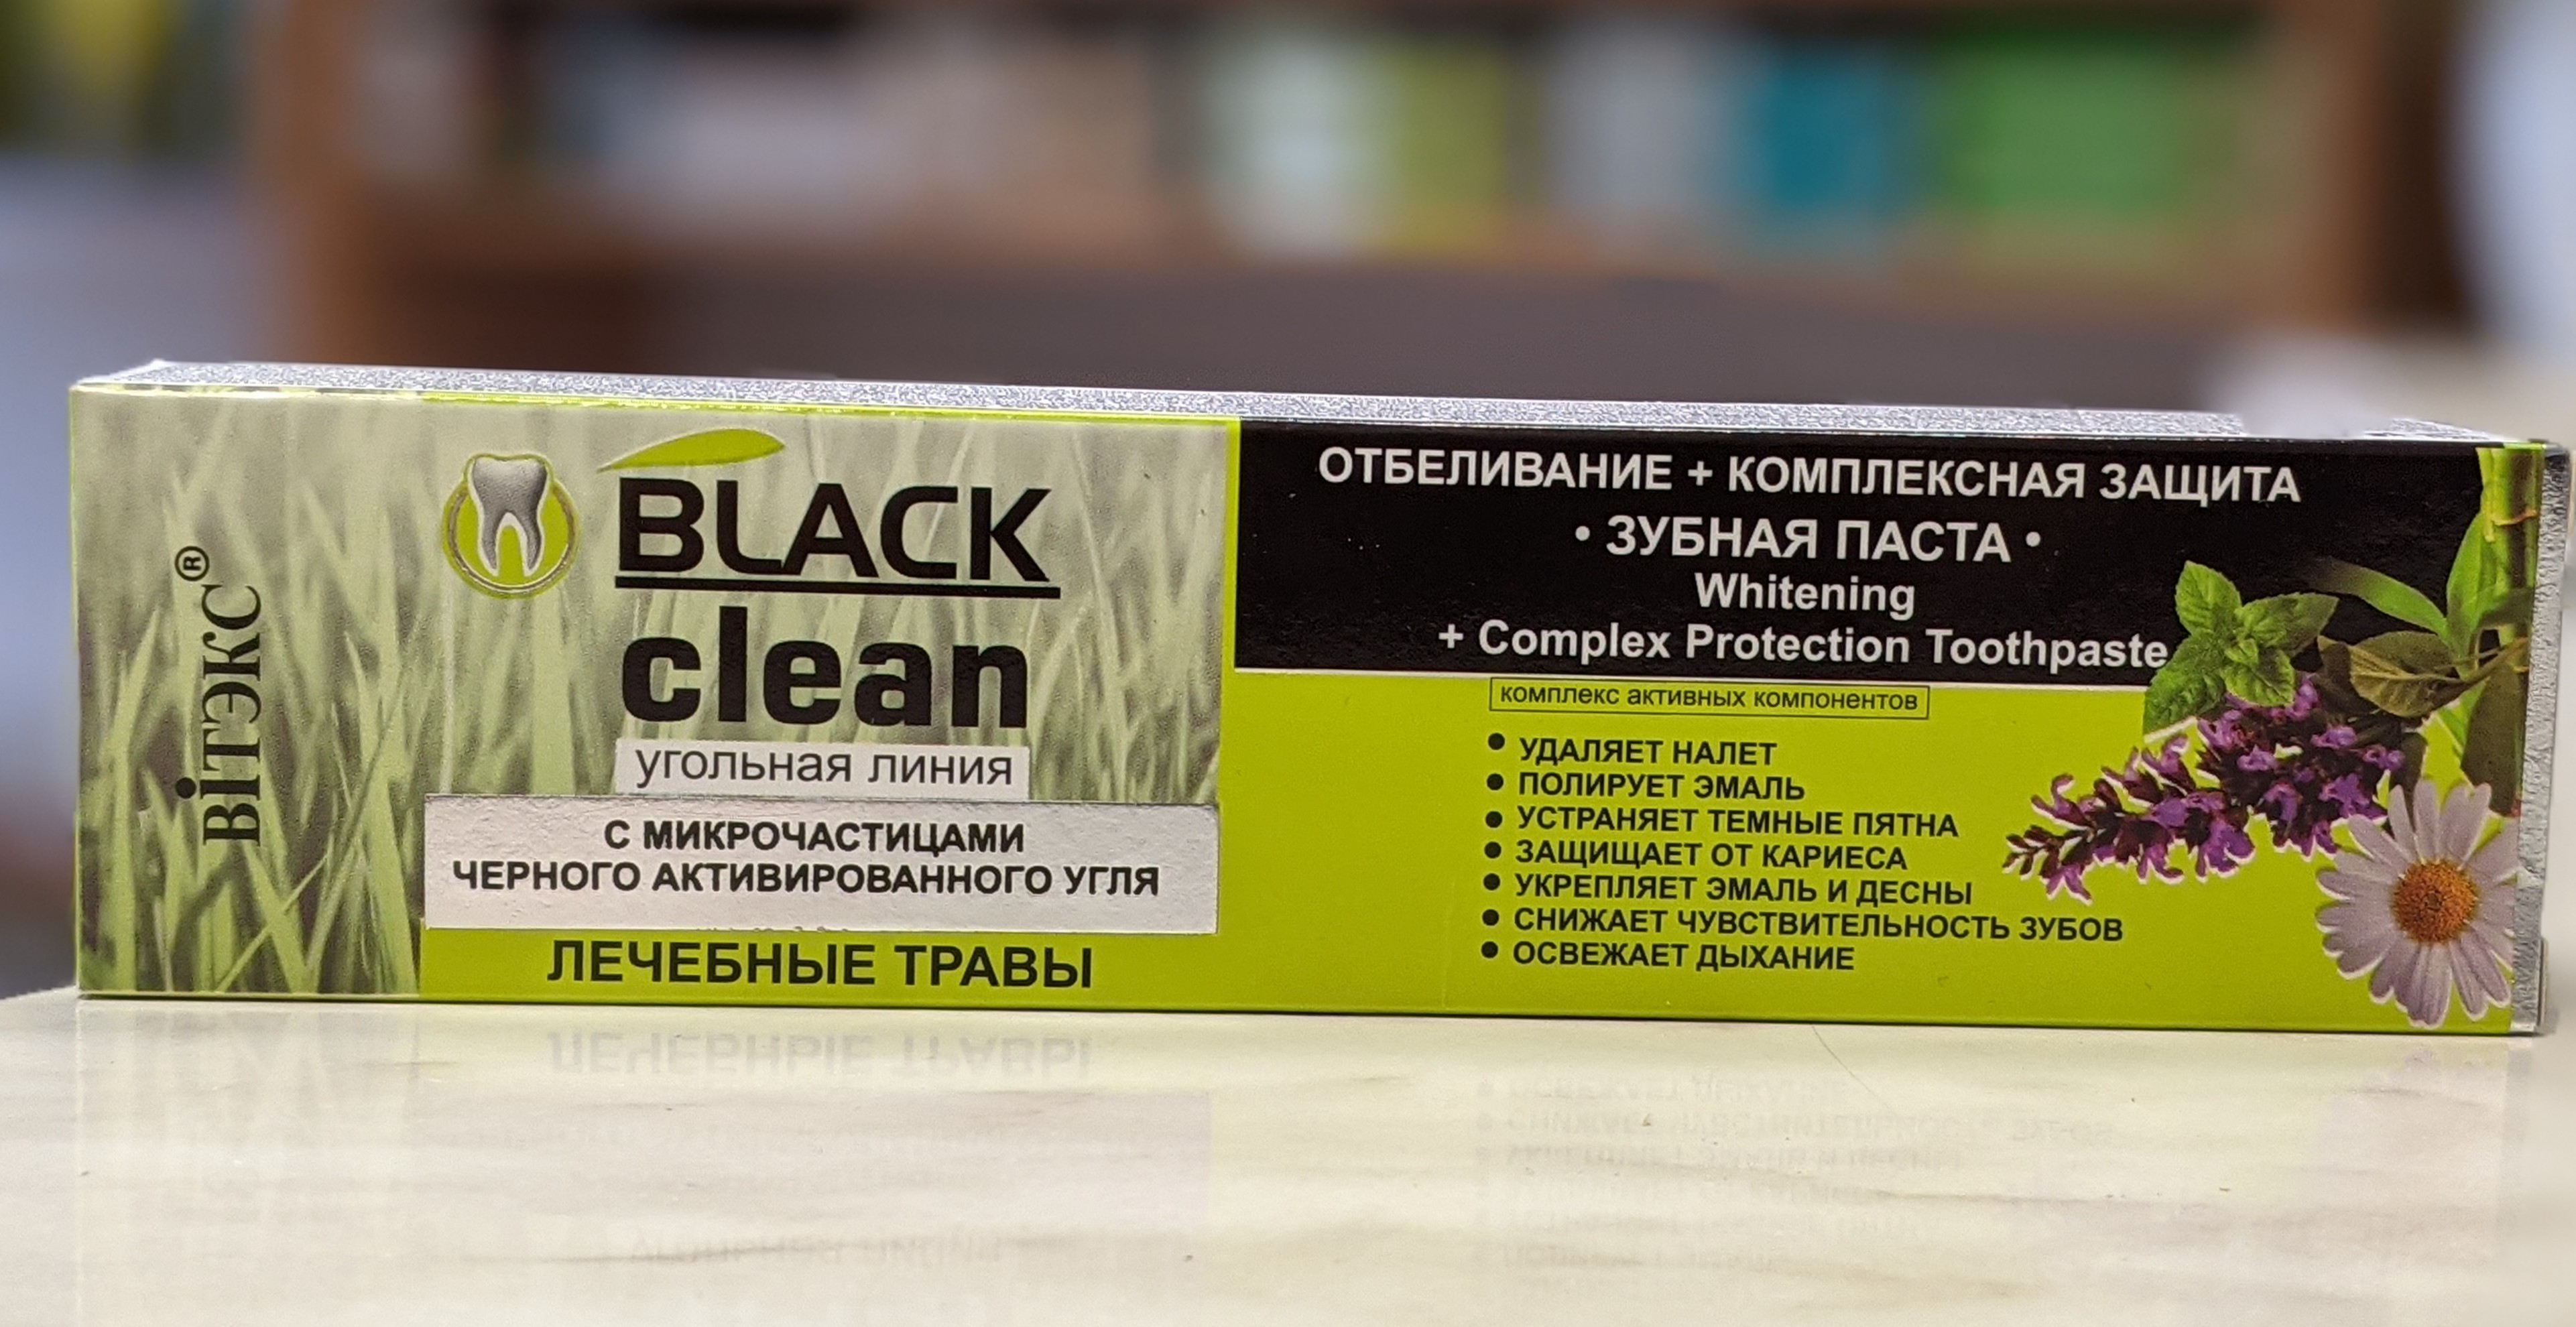 вiтэкс®
BLACK
clean
угольная линия
С МИКРОЧАСТИЦАМИ
ЧЕРНОГО АКТИВИРОВАННОГО УГЛЯ
ЛЕЧЕБНЫЕ ТРАВЫ
ОТБЕЛИВАНИЕ + КОМПЛЕКСНАЯ ЗАЩИТА
• ЗУБНАЯ ПАСТА •
Whitening
+ Complex Protection Toothpaste
комплекс активных компонентов
• УДАЛЯЕТ НАЛЕТ
• ПОЛИРУЕТ ЭМАЛЬ
• УСТРАНЯЕТ ТЕМНЫЕ ПЯТНА
• ЗАЩИЩАЕТ ОТ КАРИЕСА
• УКРЕПЛЯЕТ ЭМАЛЬ И ДЕСНЫ
• СНИЖАЕТ ЧУВСТВИТЕЛЬНОСТЬ ЗУБОВ
• ОСВЕЖАЕТ ДЫХАНИЕ